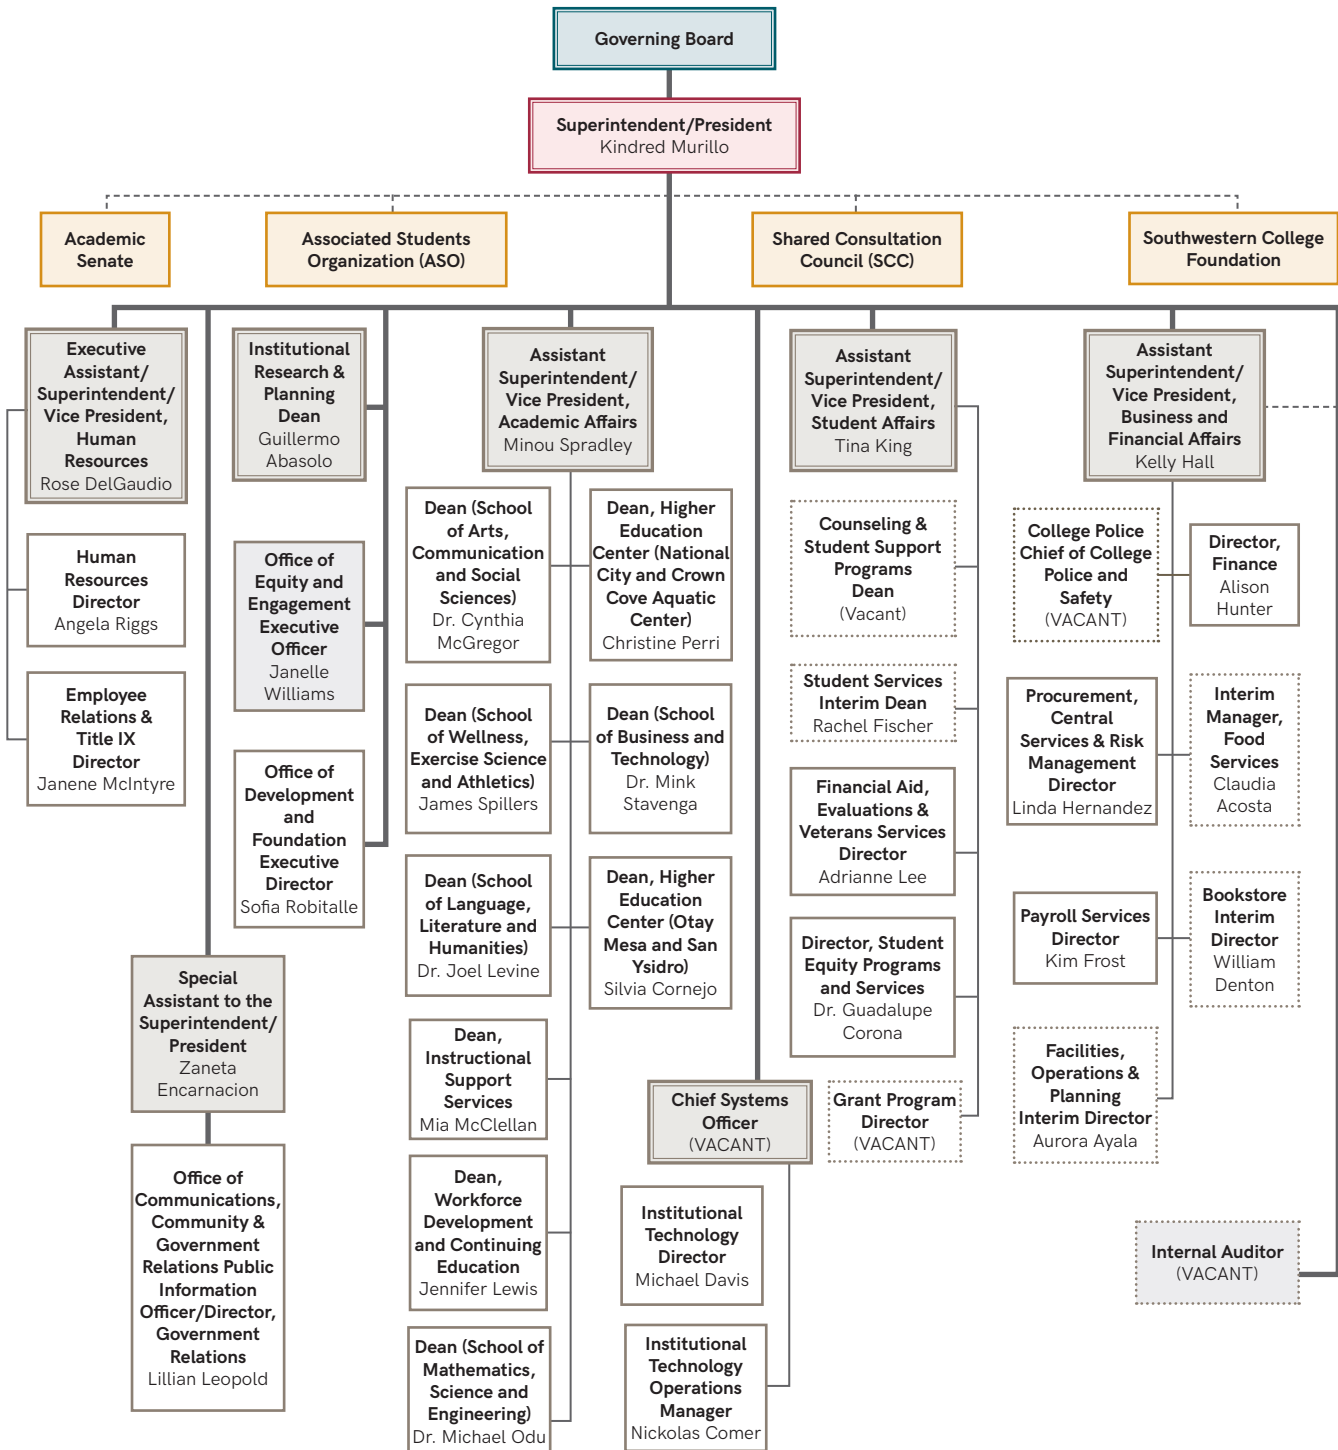 Governing Board
Superintendent/President
Kindred Murillo
Academic
Senate
Associated Students
Organization (ASO)
Shared Consultation
Council (SCC)
Southwestern College
Foundation
Executive
Assistant/
Superintendent/
Vice President,
Human
Resources
Rose DelGaudio
Human
Resources
Director
Angela Riggs
Employee
Relations &
Title IX
Director
Janene McIntyre
Institutional
Research &
Planning
Dean
Guillermo
Abasolo
Office of
Equity and
Engagement
Executive
Officer
Janelle
Williams
Office of
Development
and
Foundation
Executive
Director
Sofia Robitalle
Special
Assistant to the
Superintendent/
President
Zaneta
Encarnacion
Office of
Communications,
Community &
Government
Relations Public
Information
Officer/Director,
Government
Relations
Lillian Leopold
Assistant
Superintendent/
Vice President,
Academic Affairs
Minou Spradley
Dean (School
of Arts,
Communication
and Social
Sciences)
Dr. Cynthia
McGregor
Dean, Higher
Education
Center (National
City and Crown
Cove Aquatic
Center)
Christine Perri
Dean (School
of Wellness,
Exercise Science
and Athletics)
James Spillers
Dean (School
of Business and
Technology)
Dr. Mink
Stavenga
Dean (School
of Language,
Literature and
Humanities)
Dr. Joel Levine
Dean, Higher
Education
Center (Otay
Mesa and San
Ysidro)
Silvia Cornejo
Dean,
Instructional
Support
Services
Mia McClellan
Dean,
Workforce
Development
and Continuing
Education
Jennifer Lewis
Dean (School of
Mathematics,
Science and
Engineering)
Dr. Michael Odu
Chief Systems
Officer
(VACANT)
Institutional
Technology
Director
Michael Davis
Institutional
Technology
Operations
Manager
Nickolas Comer
Assistant
Superintendent/
Vice President,
Student Affairs
Tina King
Counseling &
Student Support
Programs
Dean
(Vacant)
Student Services
Interim Dean
Rachel Fischer
Financial Aid,
Evaluations &
Veterans Services
Director
Adrianne Lee
Director, Student
Equity Programs
and Services
Dr. Guadalupe
Corona
Grant Program
Director
(VACANT)
Assistant
Superintendent/
Vice President,
Business and
Financial Affairs
Kelly Hall
College Police
Chief of College
Police and
Safety
(VACANT)
Director,
Finance
Alison
Hunter
Procurement,
Central
Services & Risk
Management
Director
Linda Hernandez
Interim
Manager,
Food
Services
Claudia
Acosta
Payroll Services
Director
Kim Frost
Bookstore
Interim
Director
William
Denton
Facilities,
Operations &
Planning
Interim Director
Aurora Ayala
Internal Auditor
(VACANT)